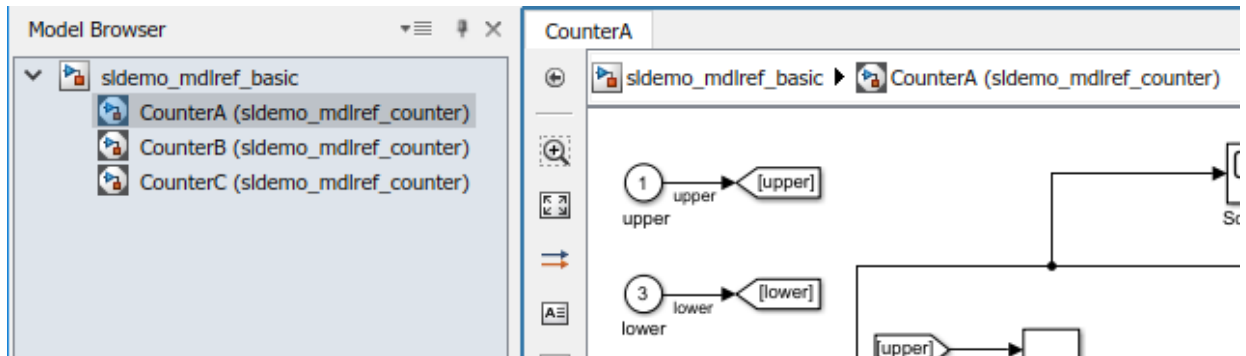 Model Browser
sldemo_mdlref_basic
CounterA (sldemo_mdlref_counter)
CounterB (sldemo_mdlref_counter)
CounterC (sldemo_mdlref_counter)
CounterA
sldemo_mdlref_basic CounterA (sldemo_mdlref_counter)
1
upper
[upper]
upper
3
lower
[lower]
lower
[upper]